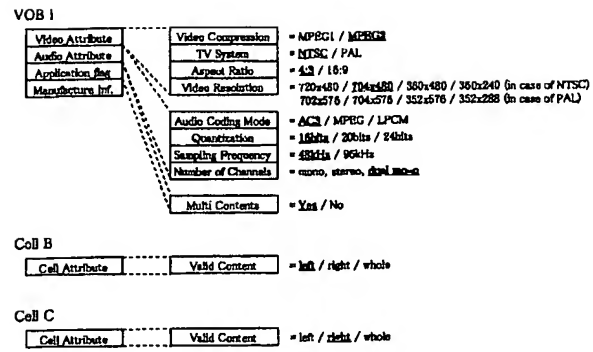 VOB 1
Video Attribute
Audio Attribute
Application flag
Manufacture Inf.
Video Compression = MPEG1 / MPEG2
TV System = NTSC / PAL
Aspect Ratio = 4:3 / 16:9
Video Resolution = 720x480 / 704x480 / 360x480 / 360x240 (in case of NTSC)
702x576 / 704x576 / 352x576 / 352x288 (in case of PAL)
Audio Coding Mode = AC3 / MPEG / LPCM
Quantization = 16bits / 20bits / 24bits
Sampling Frequency = 48kHz / 96kHz
Number of Channels = mono, stereo, dual mono
Multi Contents = Yes / No
Cell B
Cell Attribute Valid Content = left / right / whole
Cell C
Cell Attribute Valid Content = left / right / whole